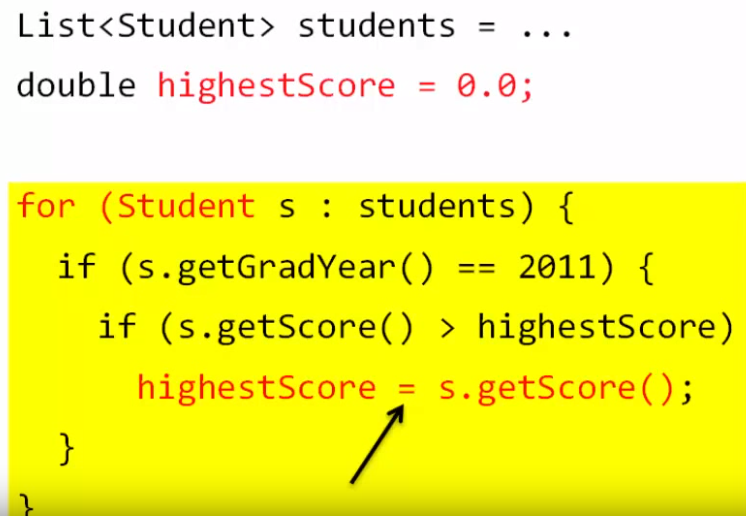 List<Student> students = ...
double highestScore = 0.0;
for (Student s : students) {
if (s.getGradYear() == 2011) {
if (s.getScore() > highestScore)
highestScore = s.getScore();
}
}